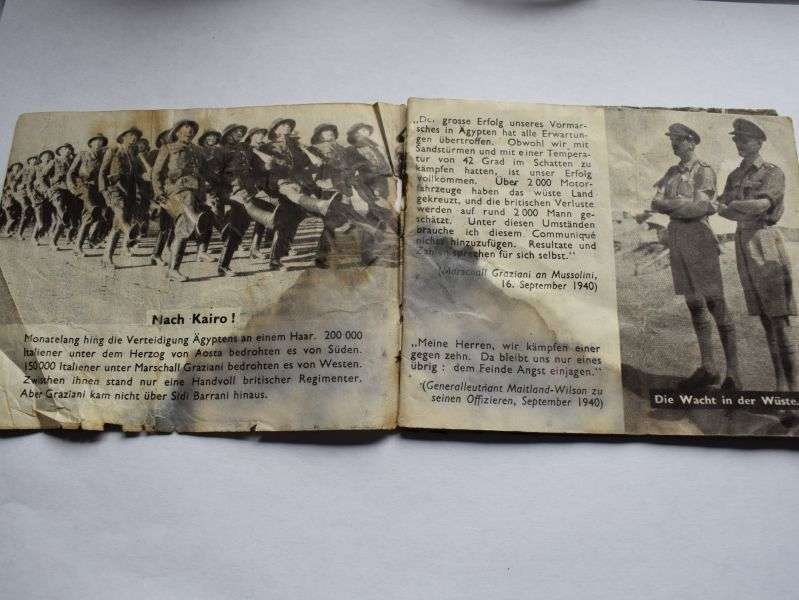 Nach Kairo !
Monatelang hing die Verteidigung Ägyptens an einem Haar. 200 000
Italiener unter dem Herzog von Aosta bedrohten es von Süden.
150 000 Italiener unter Marschall Graziani bedrohten es von Westen.
Zwischen ihnen stand nur eine Handvoll britischer Regimenter.
Aber Graziani kam nicht über Sidi Barrani hinaus.
„Der grosse Erfolg unseres Vormar-
sches in Ägypten hat alle Erwartun-
gen übertroffen. Obwohl wir mit
Sandstürmen und mit einer Tempera-
tur von 42 Grad im Schatten zu
kämpfen hatten, ist unser Erfolg
vollkommen. Über 2 000 Motor-
fahrzeuge haben das wüste Land
gekreuzt, und die britischen Verluste
werden auf rund 2 000 Mann ge-
schätzt. Unter diesen Umständen
brauche ich diesem Communiqué
nichts hinzuzufügen. Resultate und
Zahlen sprechen für sich selbst.“
(Marschall Graziani an Mussolini,
16. September 1940)
„Meine Herren, wir kämpfen einer
gegen zehn. Da bleibt uns nur eines
übrig : dem Feinde Angst einjagen.“
(Generalleutnant Maitland-Wilson zu
seinen Offizieren, September 1940)
Die Wacht in der Wüste.